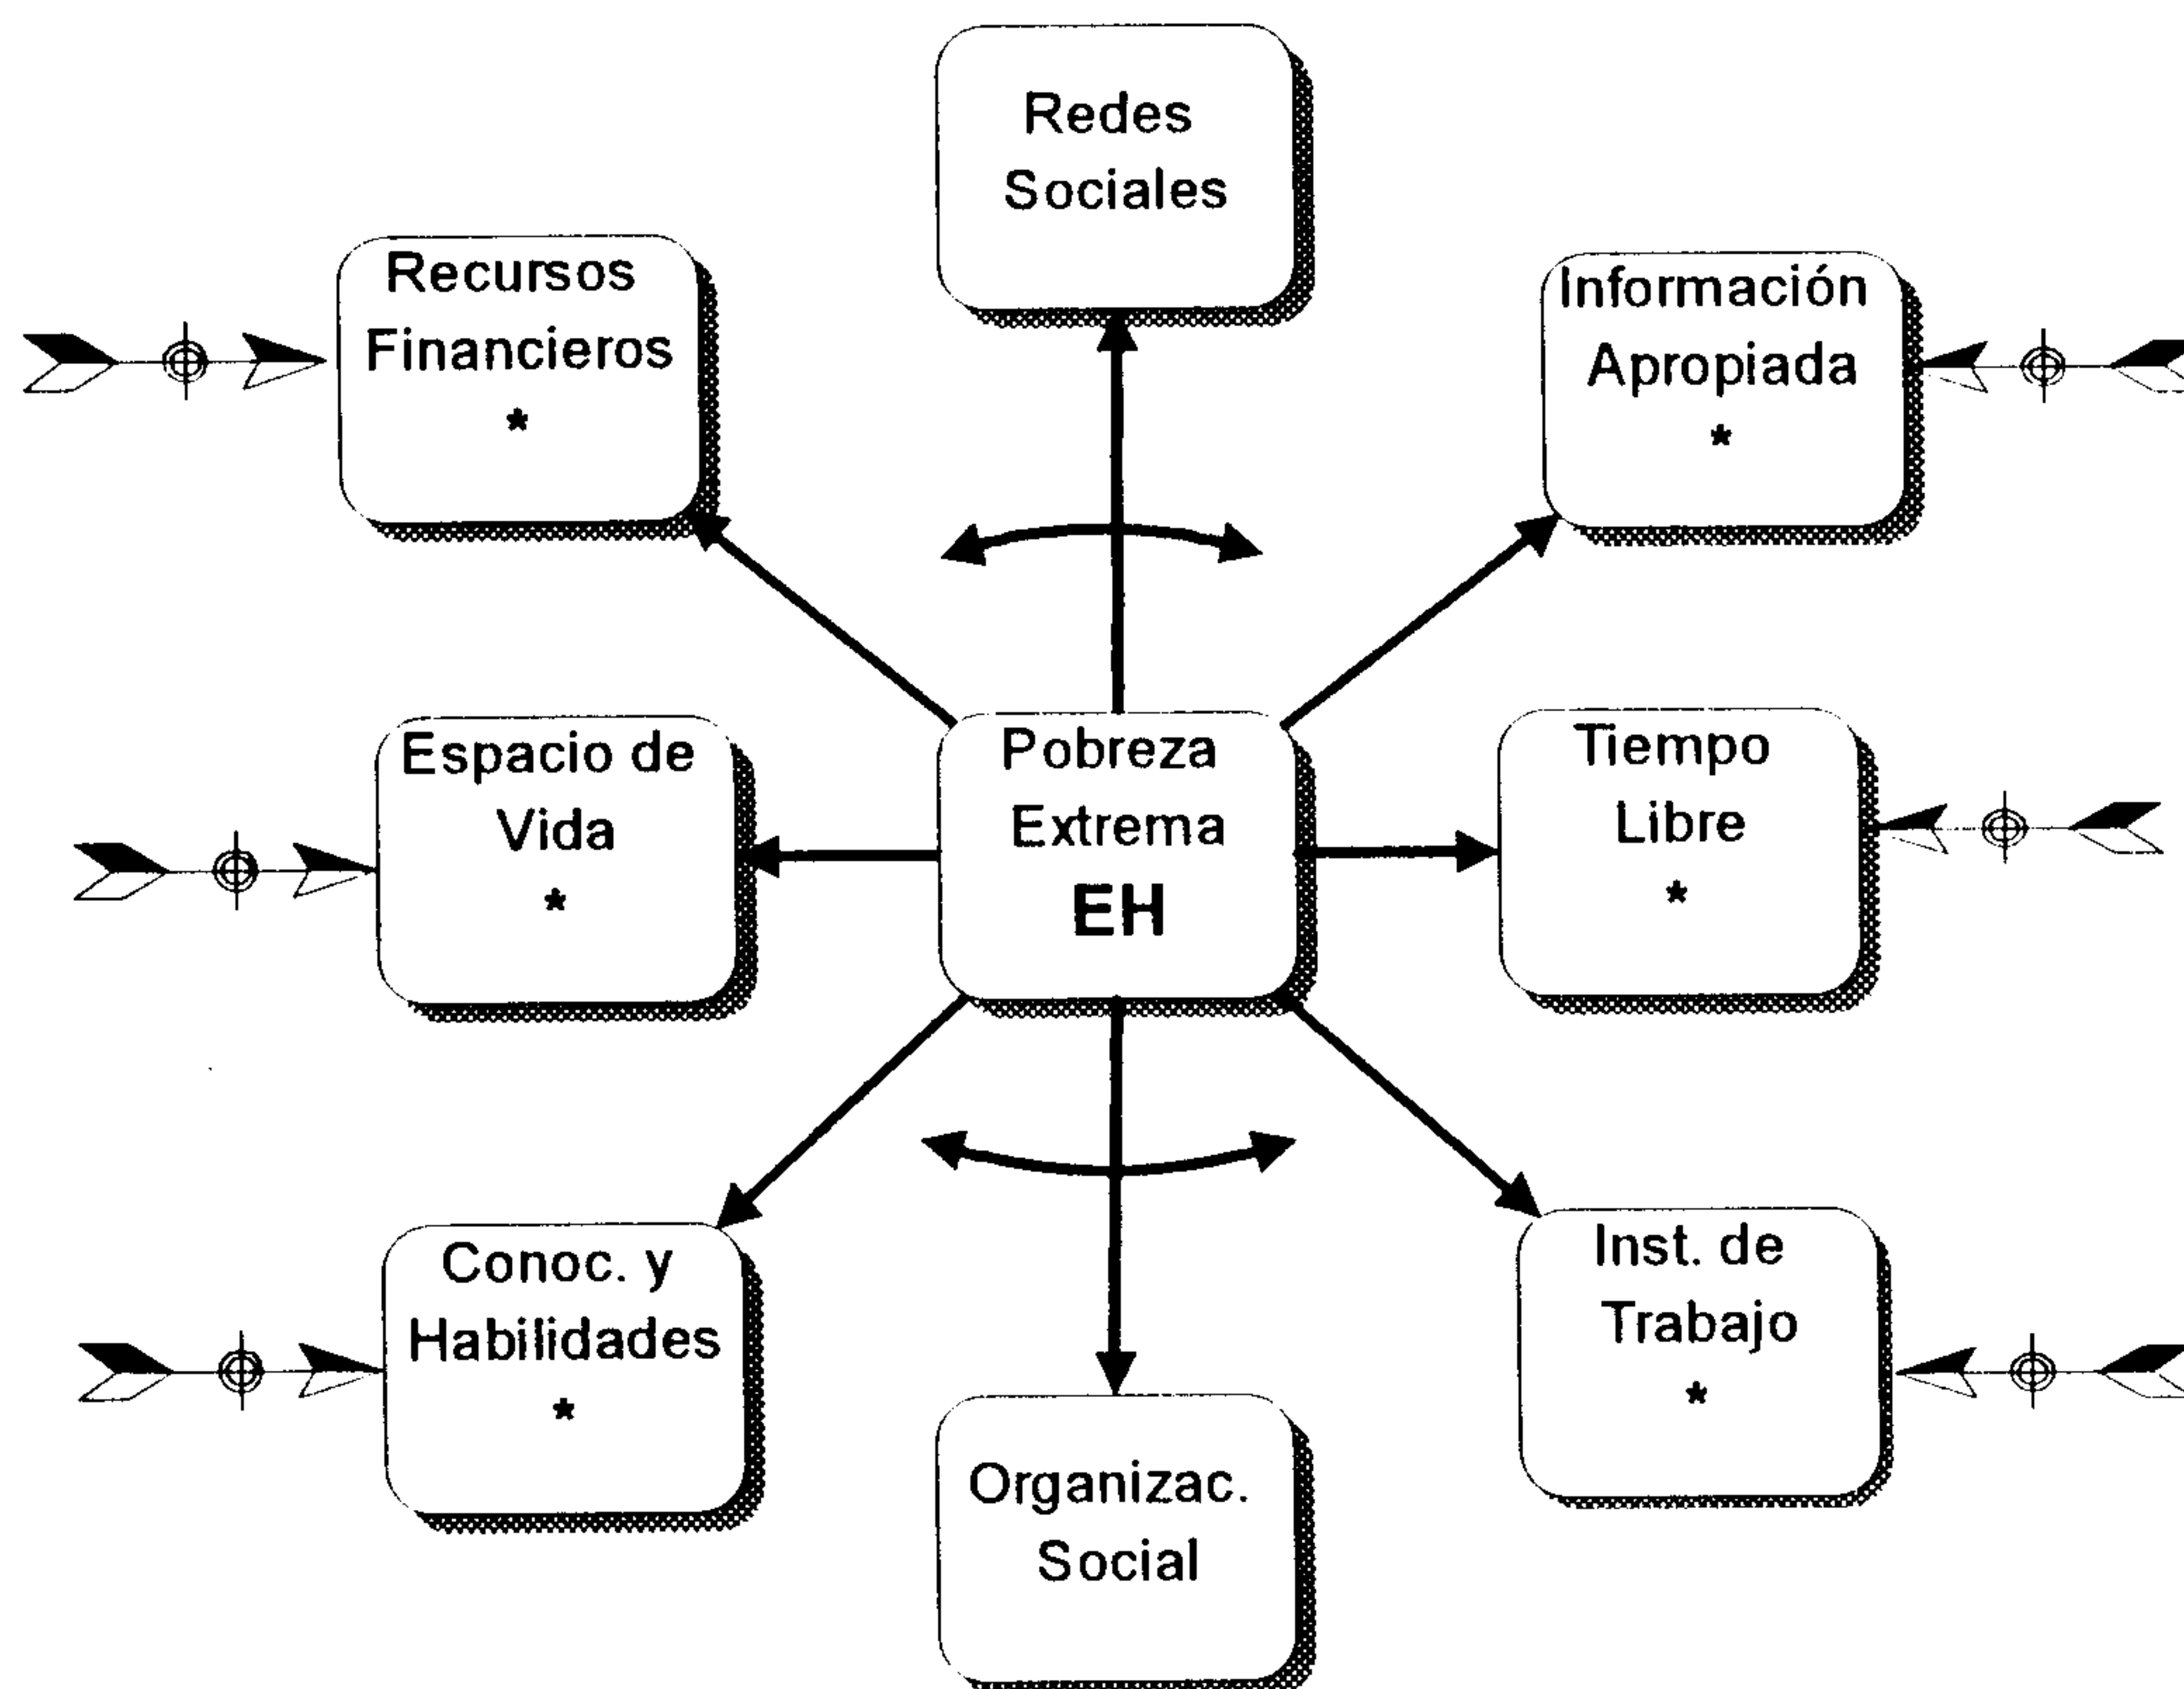 Redes
Sociales
Recursos
Financieros
*
Información
Apropiada
*
Espacio de
Vida
*
Pobreza
Extrema
EH
Tiempo
Libre
*
Conoc. y
Habilidades
*
Inst. de
Trabajo
*
Organizac.
Social